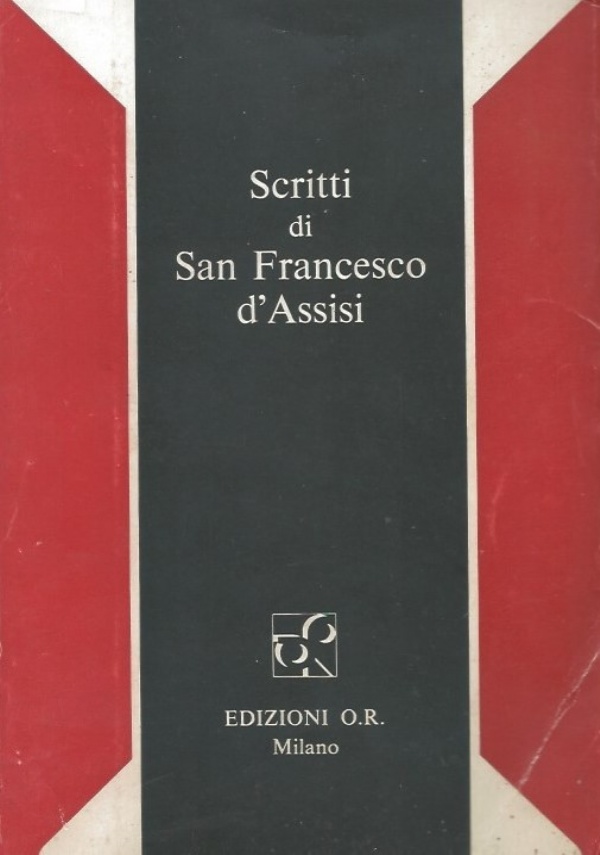 Scritti
di
San Francesco
d'Assisi
EDIZIONI O.R.
Milano